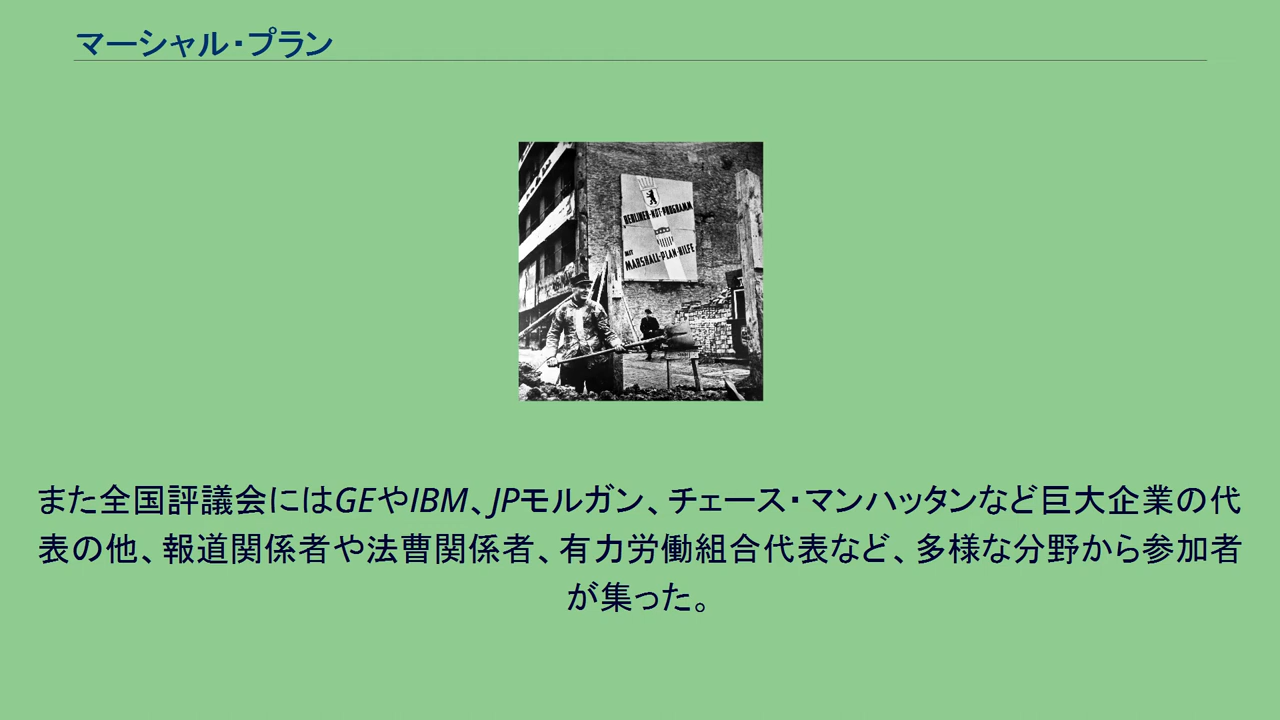 マーシャル・プラン
BERLINER-NOT-PROGRAMM
MIT
MARSHALL-PLAN-HILFE
また全国評議会にはGEやIBM、JPモルガン、チェース・マンハッタンなど巨大企業の代
表の他、報道関係者や法曹関係者、有力労働組合代表など、多様な分野から参加者
が集った。